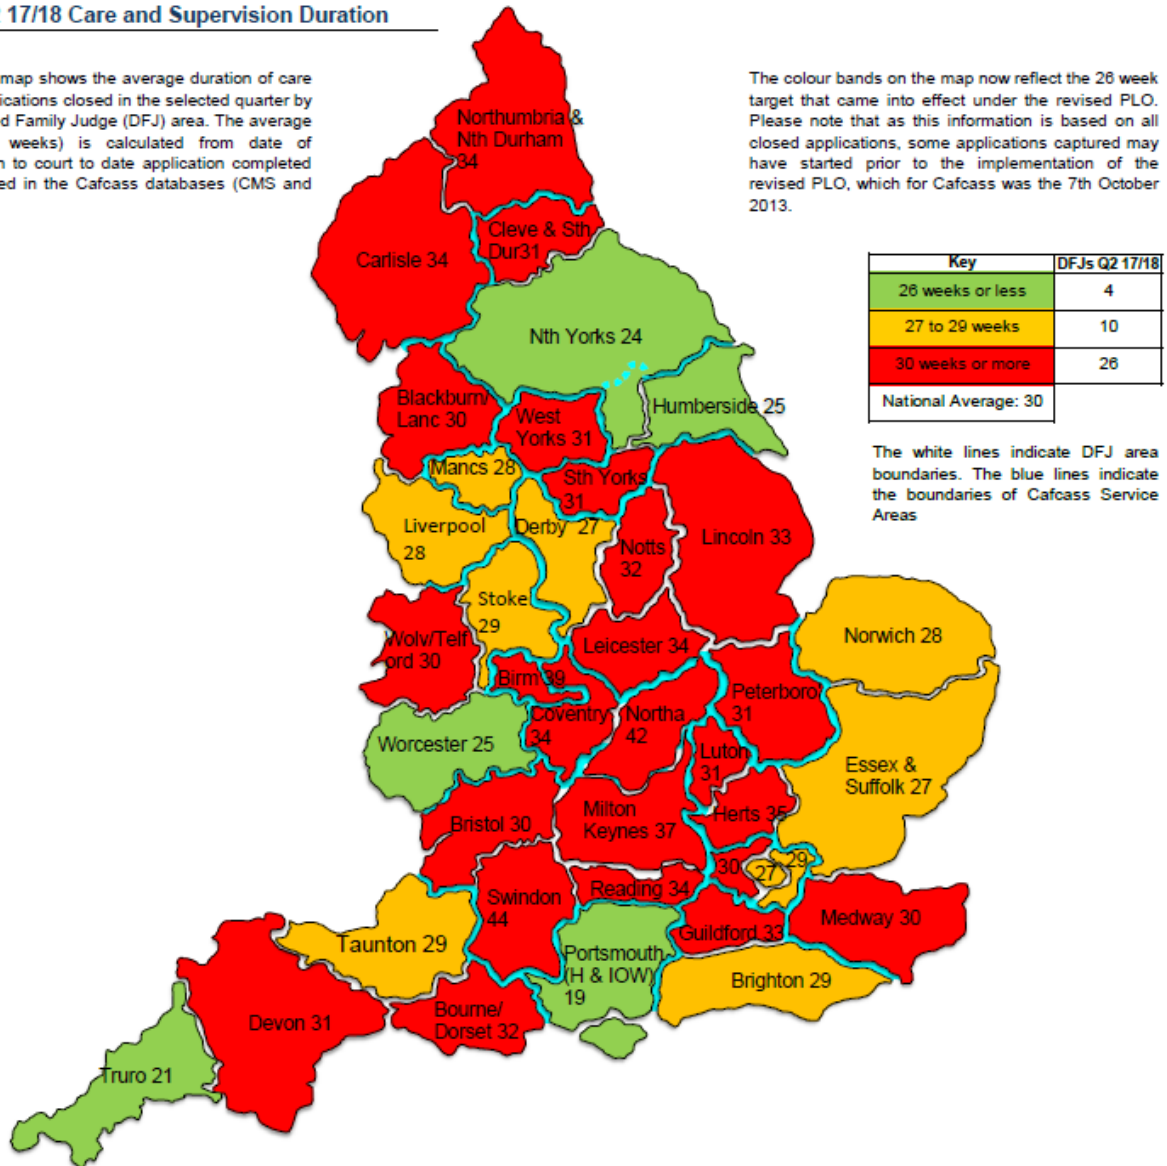 17/18 Care and Supervision Duration
map shows the average duration of care
ications closed in the selected quarter by
d Family Judge (DFJ) area. The average
weeks) is calculated from date of
n to court to date application completed
ed in the Cafcass databases (CMS and
The colour bands on the map now reflect the 26 week
target that came into effect under the revised PLO.
Please note that as this information is based on all
closed applications, some applications captured may
have started prior to the implementation of the
revised PLO, which for Cafcass was the 7th October
2013.
Key DFJs Q2 17/18
26 weeks or less 4
27 to 29 weeks 10
30 weeks or more 26
National Average: 30
The white lines indicate DFJ area
boundaries. The blue lines indicate
the boundaries of Cafcass Service
Areas
Northumbria &
Nth Durham
34
Cleve & Sth
Dur31
Carlisle 34
Nth Yorks 24
Blackburn/
Lanc 30
West
Yorks 31
Humberside 25
Mancs 28
Sth Yorks
31
Liverpool
28
Derby 27
Notts
32
Lincoln 33
Stoke
29
Wolv/Telf
ord 30
Leicester 34
Norwich 28
Birm 39
Peterboro
31
Coventry
34
Northa
42
Worcester 25
Luton
31
Essex &
Suffolk 27
Bristol 30
Milton
Keynes 37
Herts 35
30
27
29
Swindon
44
Reading 34
Medway 30
Guildford 33
Taunton 29
Portsmouth
(H & IOW)
19
Brighton 29
Devon 31
Bourne/
Dorset 32
Truro 21